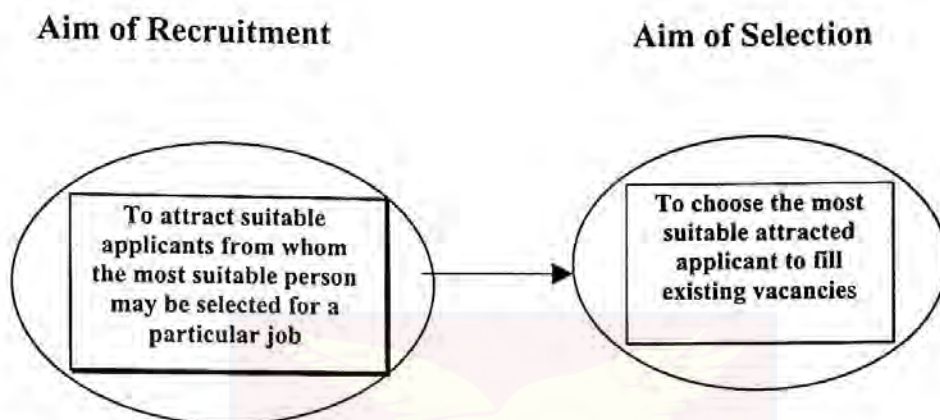 Aim of Recruitment
Aim of Selection
To attract suitable
applicants from whom
the most suitable person
may be selected for a
particular job
To choose the most
suitable attracted
applicant to fill
existing vacancies